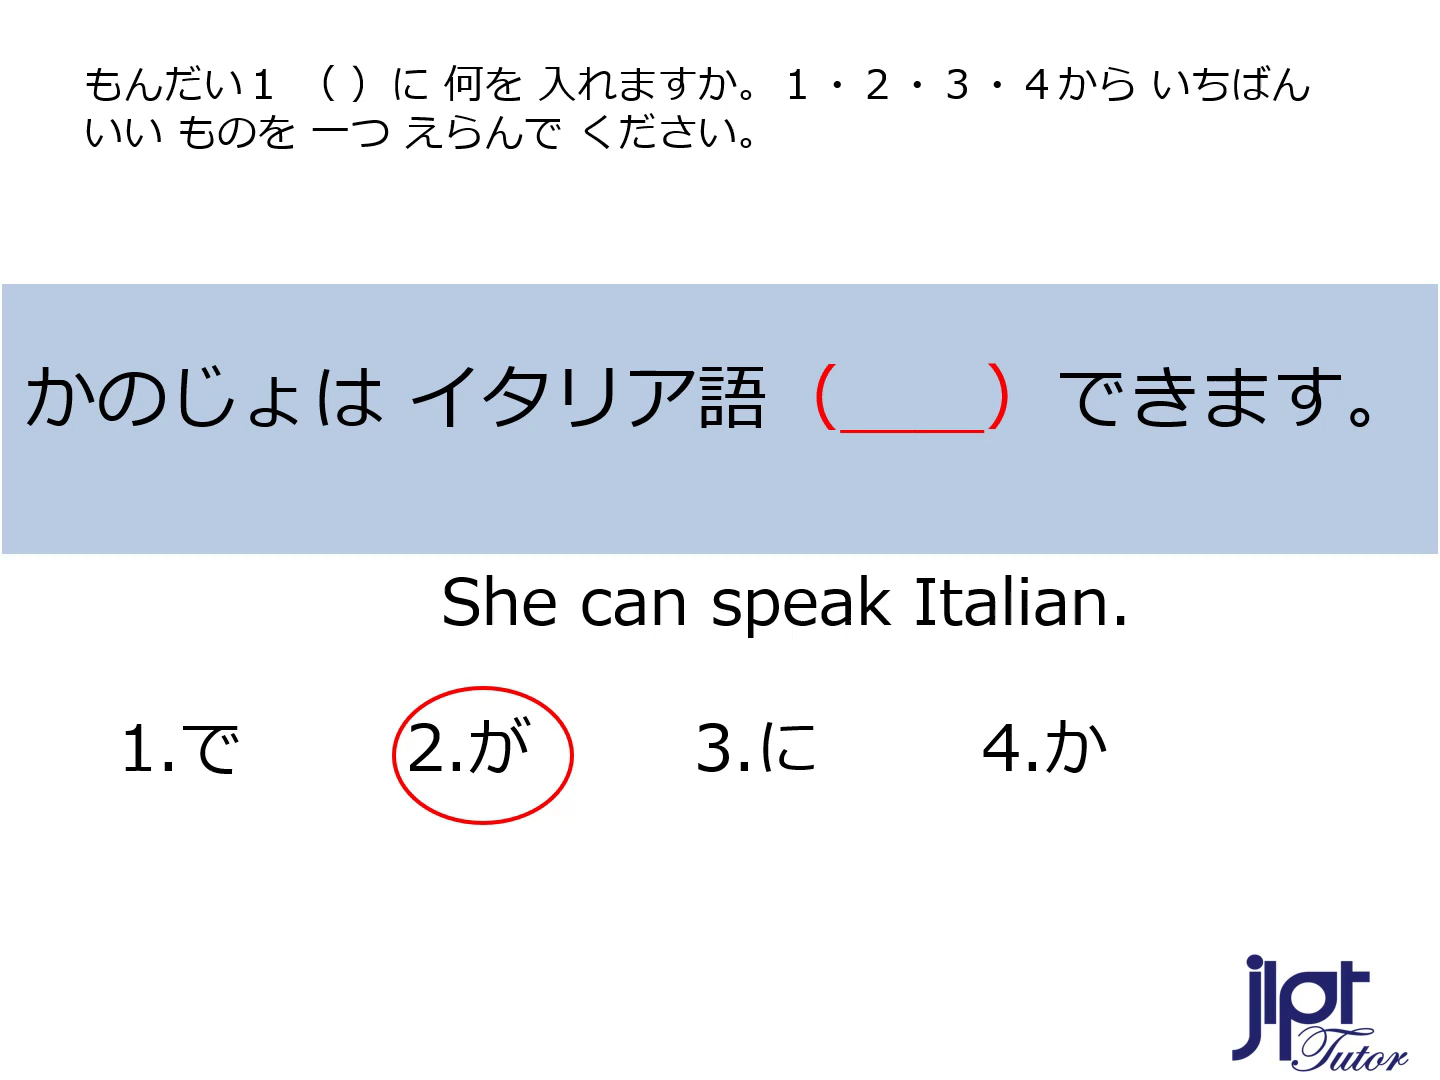 もんだい１ （ ）に 何を 入れますか。１・２・３・４から いちばん
いい ものを 一つ えらんで ください。
かのじょは イタリア語（____）できます。
She can speak Italian.
1.で 2.が 3.に 4.か
jlpt
Tutor